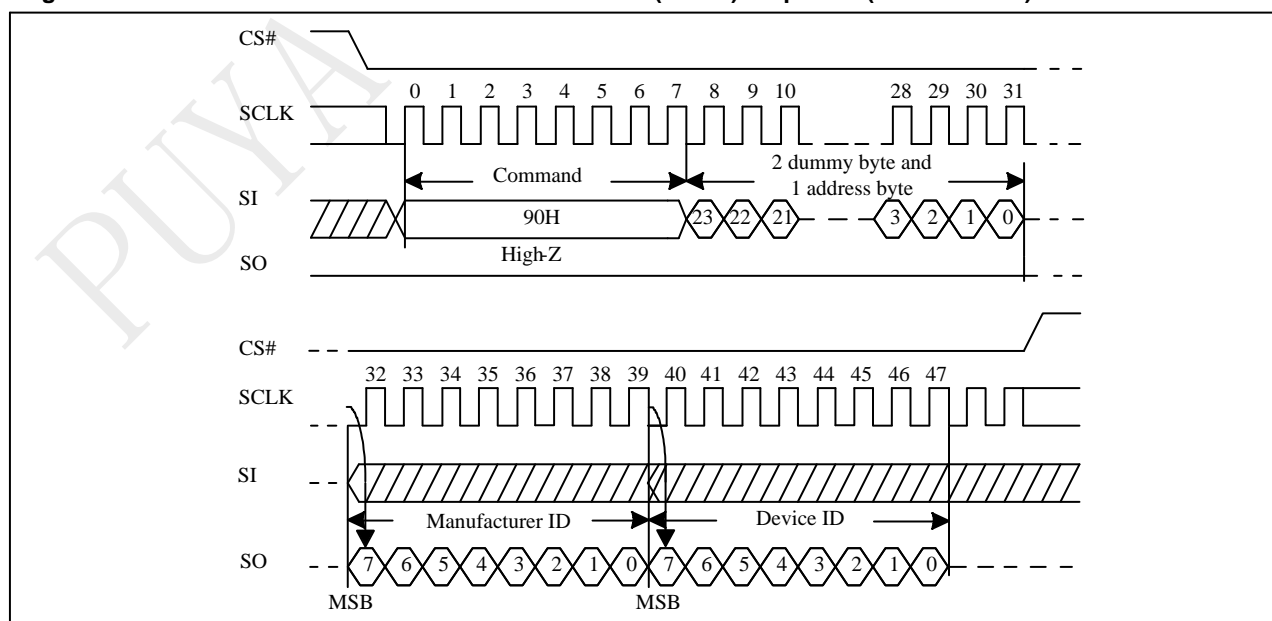 PUYA
CS#
0 1 2 3 4 5 6 7 8 9 10 28 29 30 31
SCLK
Command
2 dummy byte and
1 address byte
SI
90H
23 22 21 3 2 1 0
High-Z
SO
CS#
32 33 34 35 36 37 38 39 40 41 42 43 44 45 46 47
SCLK
SI
Manufacturer ID
Device ID
SO
7 6 5 4 3 2 1 0 7 6 5 4 3 2 1 0
MSB
MSB